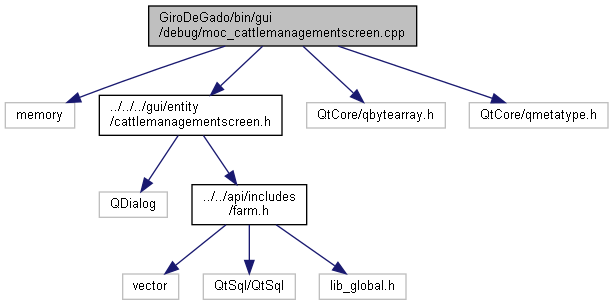 GiroDeGado/bin/gui
/debug/moc_cattlemanagementscreen.cpp
memory
../../../gui/entity
/cattlemanagementscreen.h
QtCore/qbytearray.h
QtCore/qmetatype.h
QDialog
../../api/includes
/farm.h
vector
QtSql/QtSql
lib_global.h